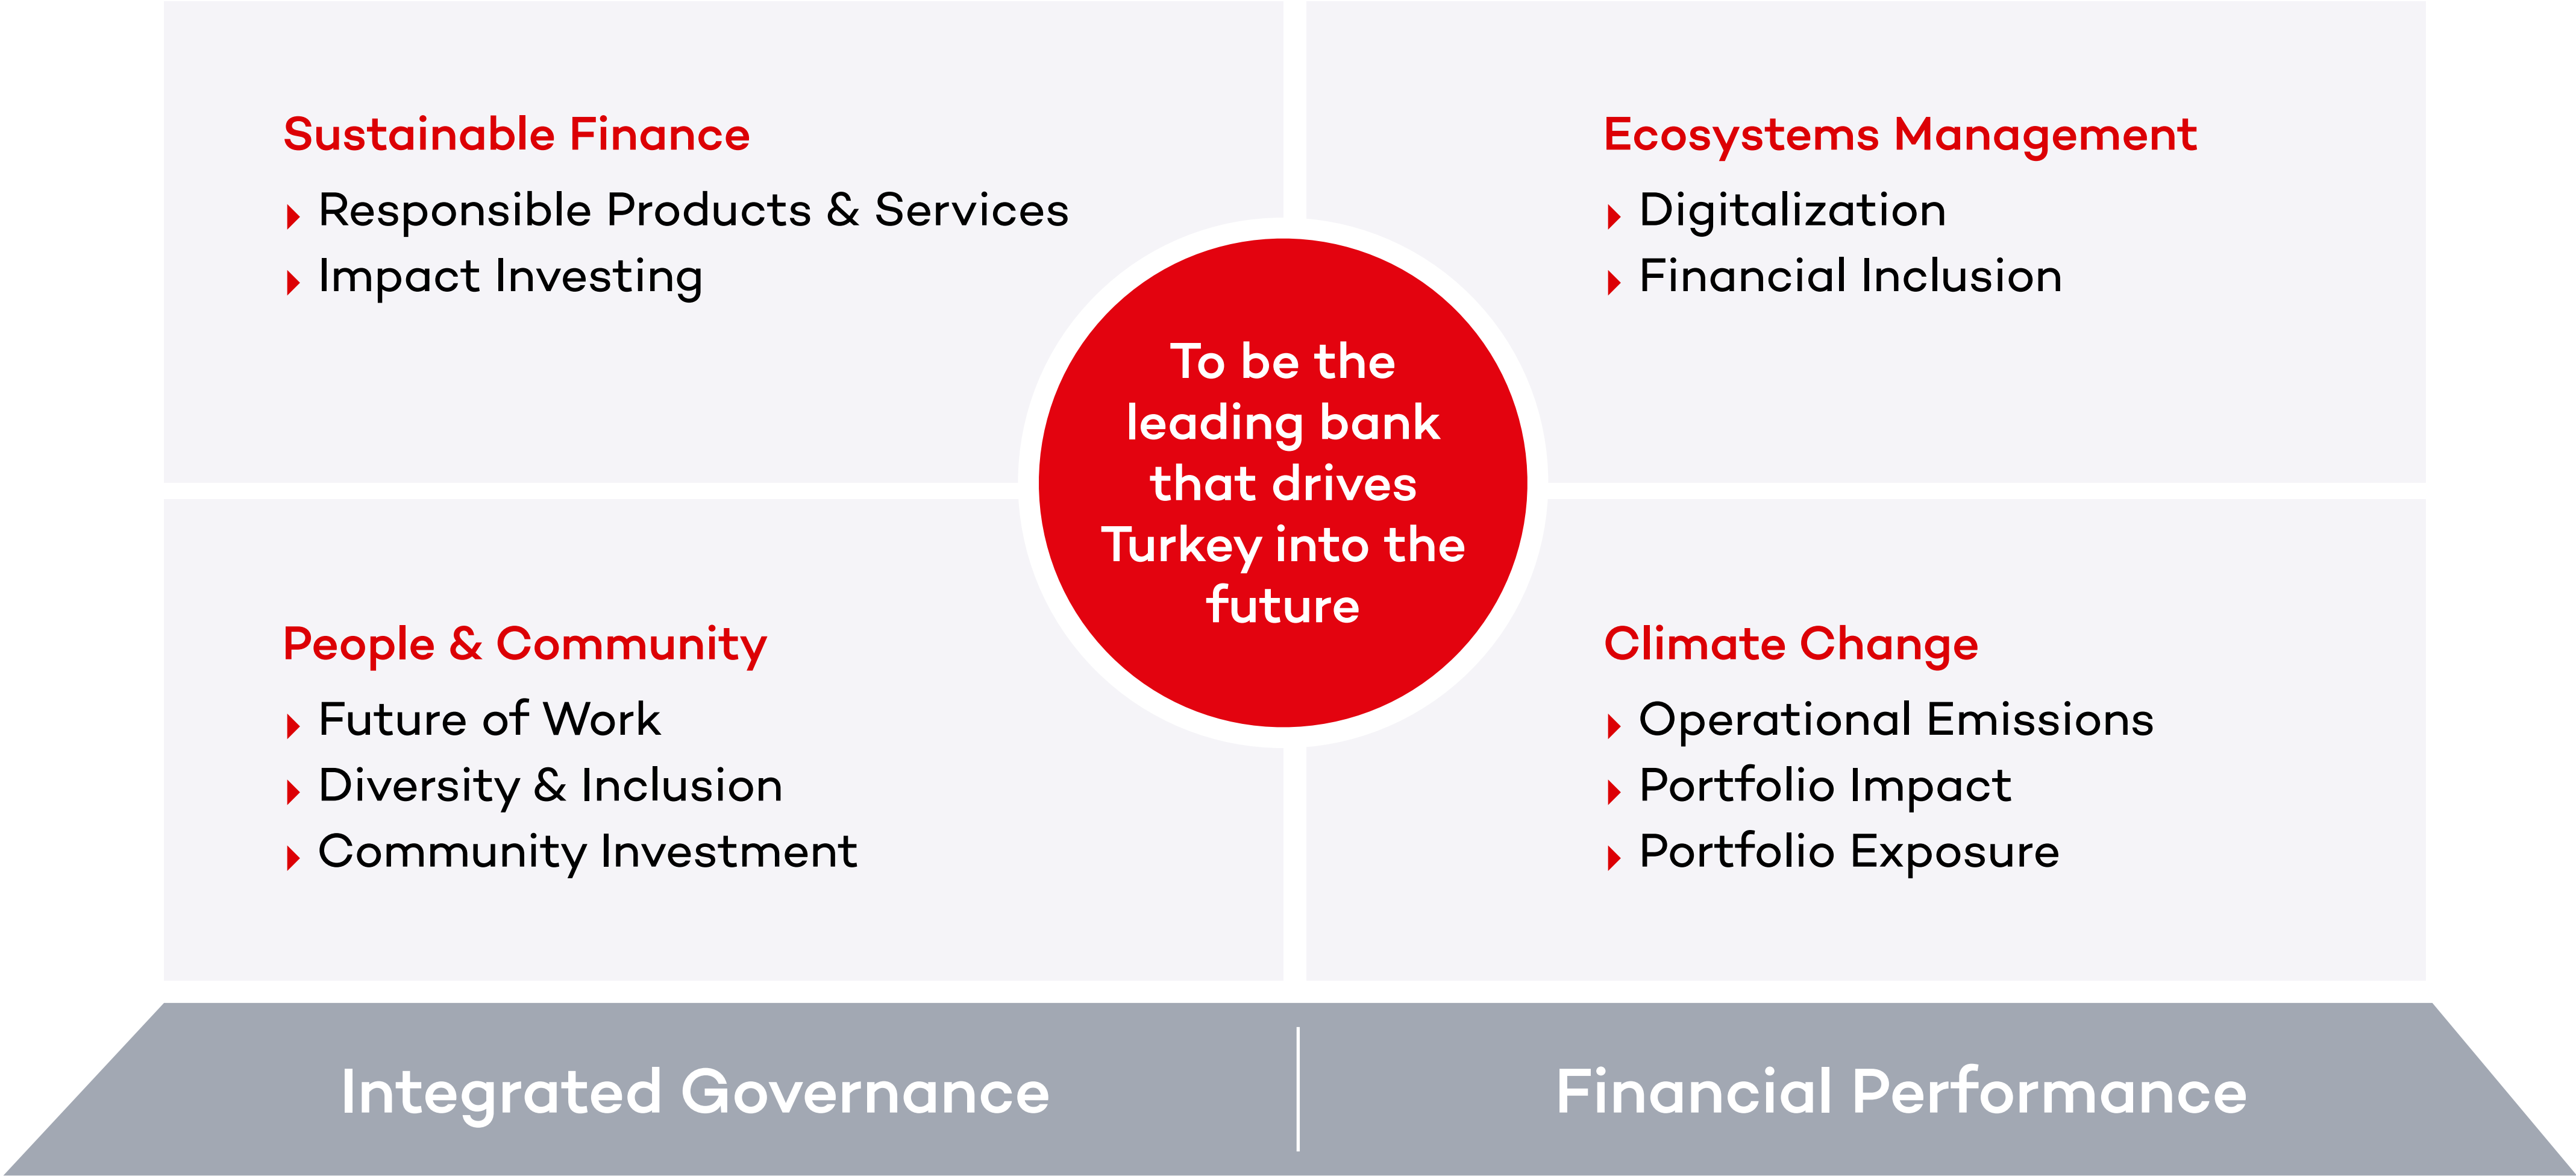 Sustainable Finance
Responsible Products & Services
Impact Investing
Ecosystems Management
Digitalization
Financial Inclusion
To be the
leading bank
that drives
Turkey into the
future
People & Community
Future of Work
Diversity & Inclusion
Community Investment
Climate Change
Operational Emissions
Portfolio Impact
Portfolio Exposure
Integrated Governance
Financial Performance